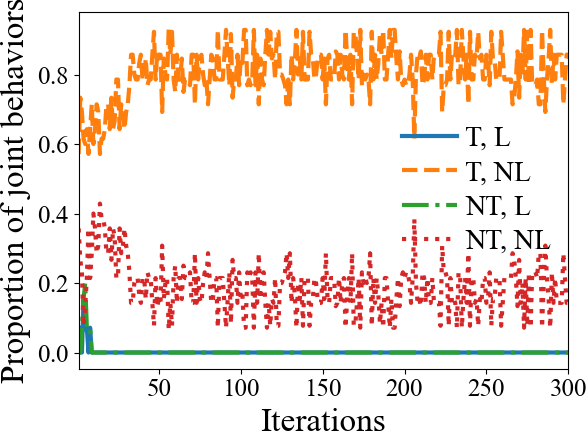 Proportion of joint behaviors
0.8
0.6
0.4
0.2
0.0
T, L
T, NL
NT, L
NT, NL
50
100
150
200
250
300
Iterations